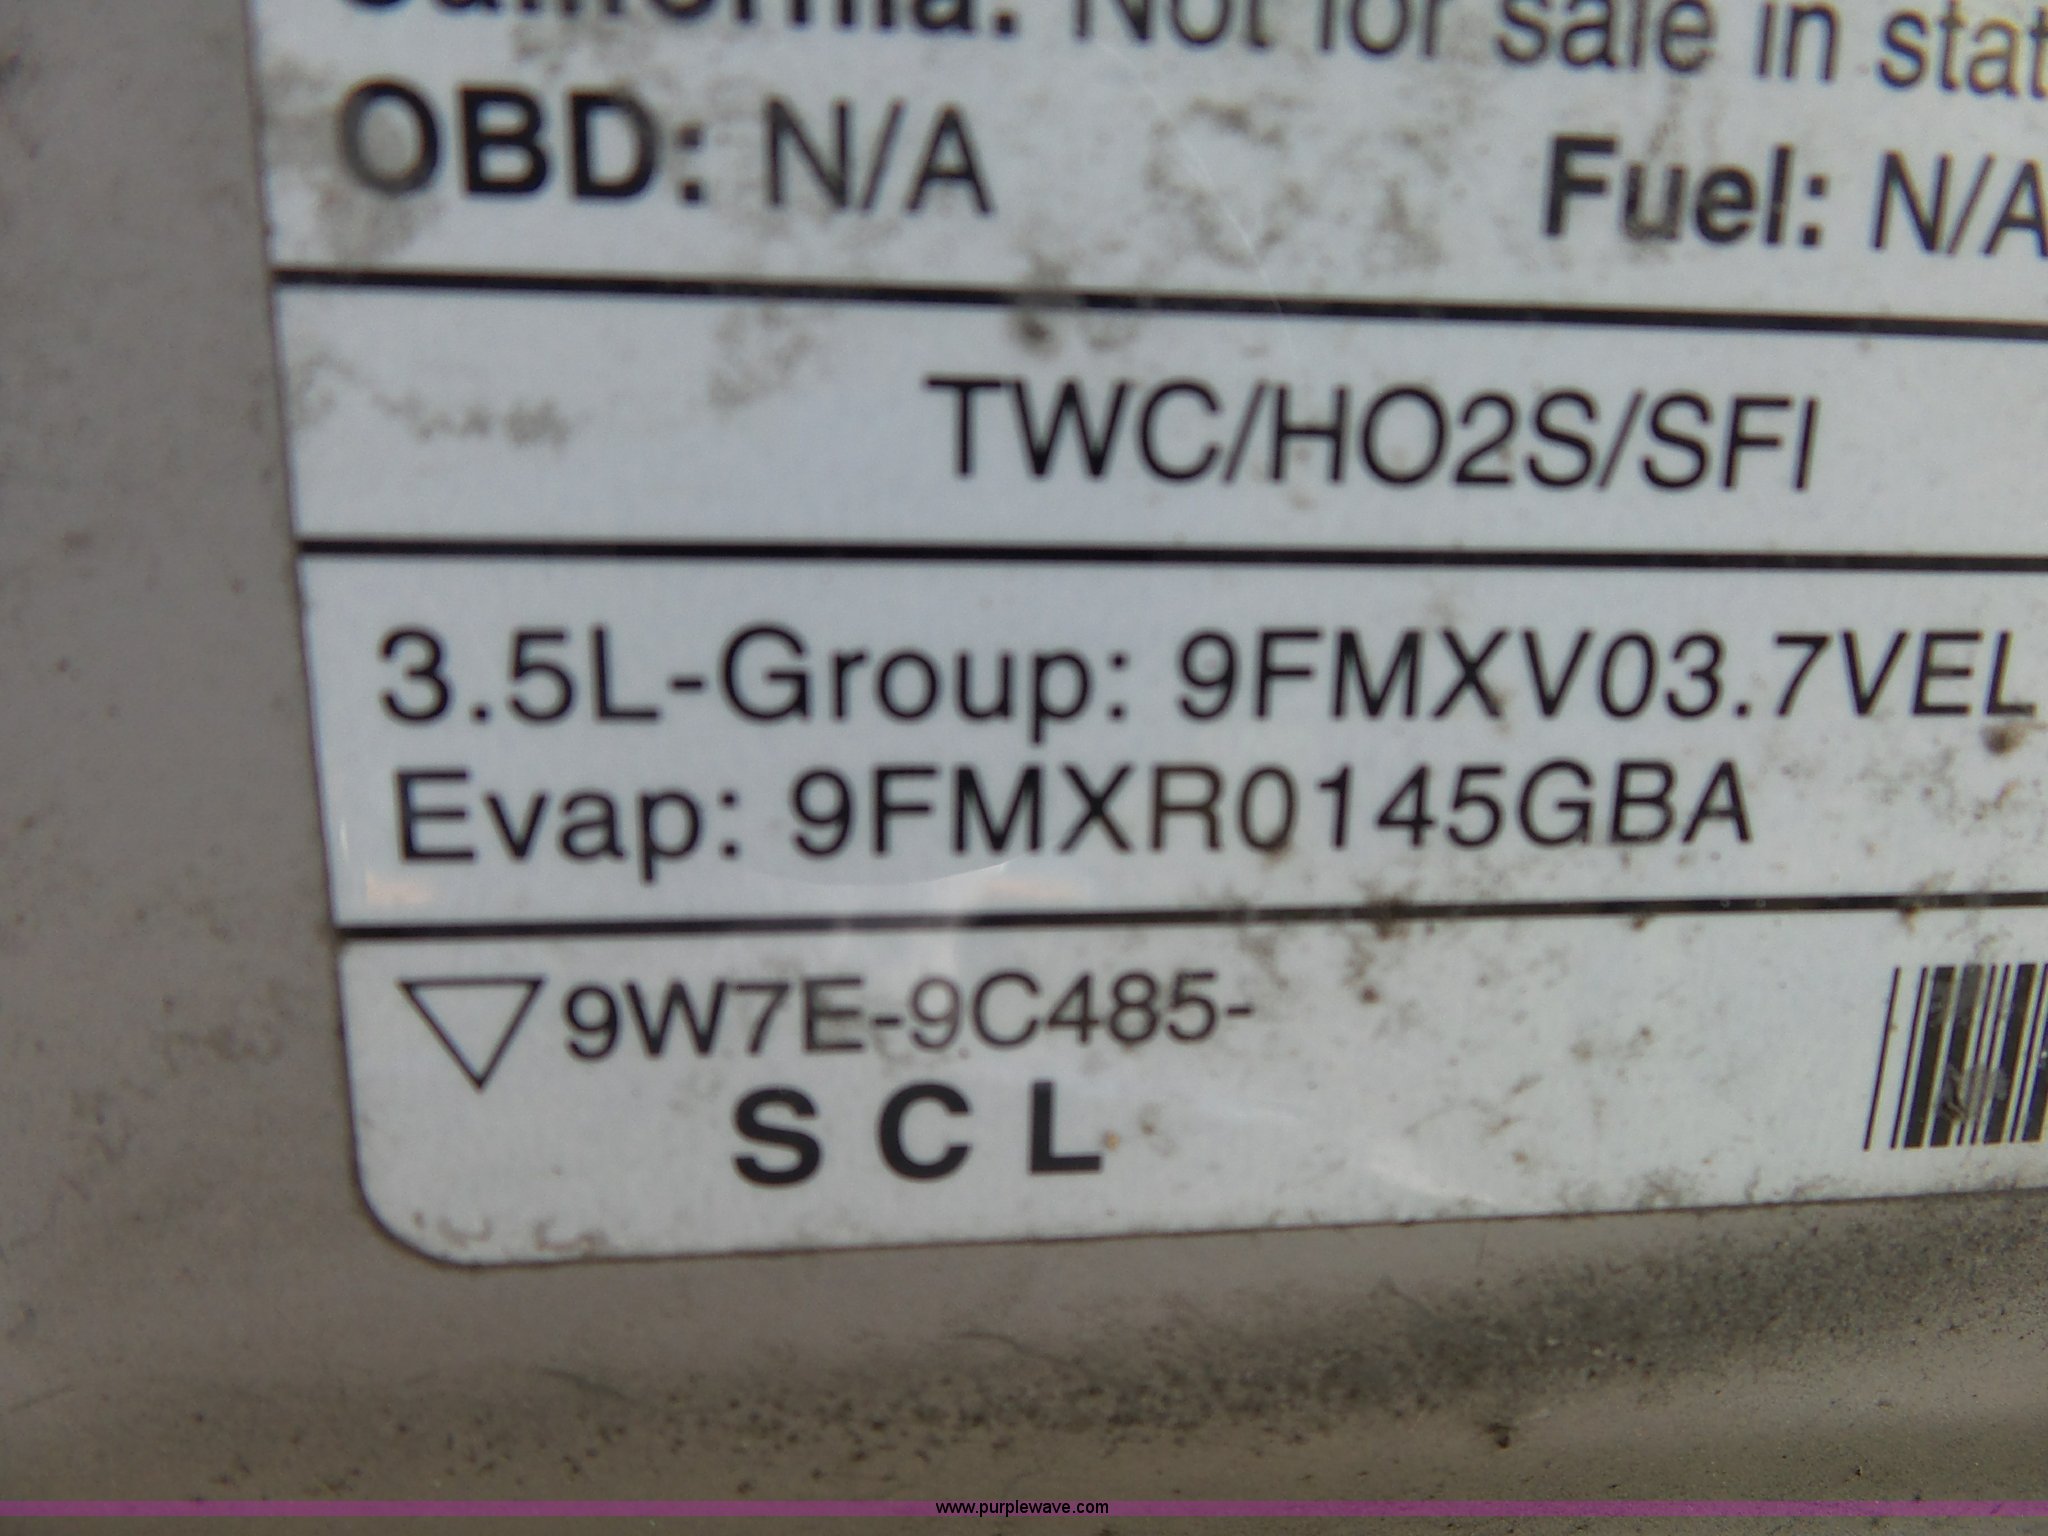 California. Not for sale in stat
OBD: N/A Fuel: N/A
TWC/HO2S/SFI
3.5L-Group: 9FMXV03.7VEL
Evap: 9FMXR0145GBA
9W7E-9C485-
S C L
www.purplewave.com